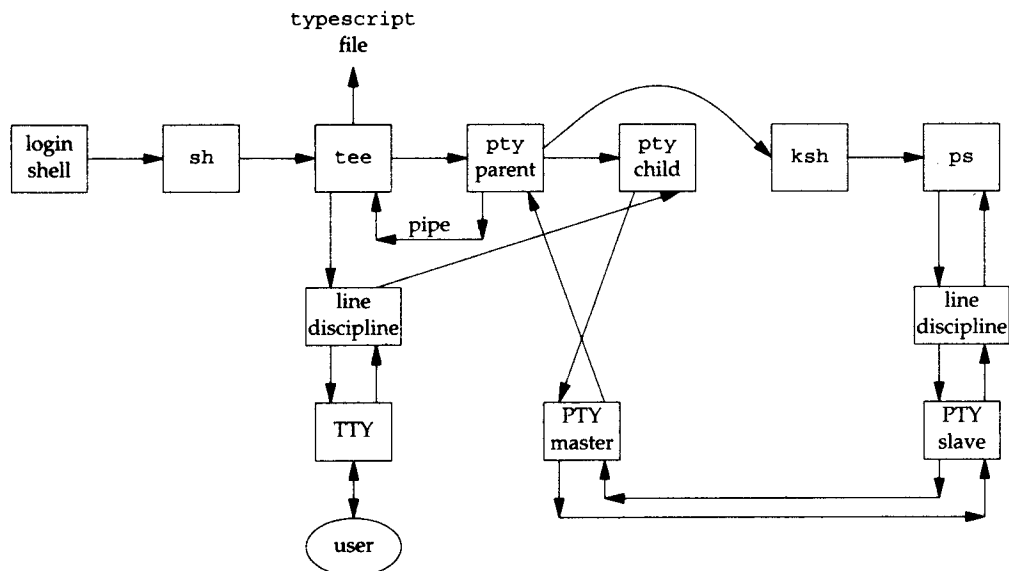 typescript
file
login
shell
sh
tee
pty
parent
pty
child
ksh
ps
pipe
line
discipline
line
discipline
TTY
PTY
master
PTY
slave
user